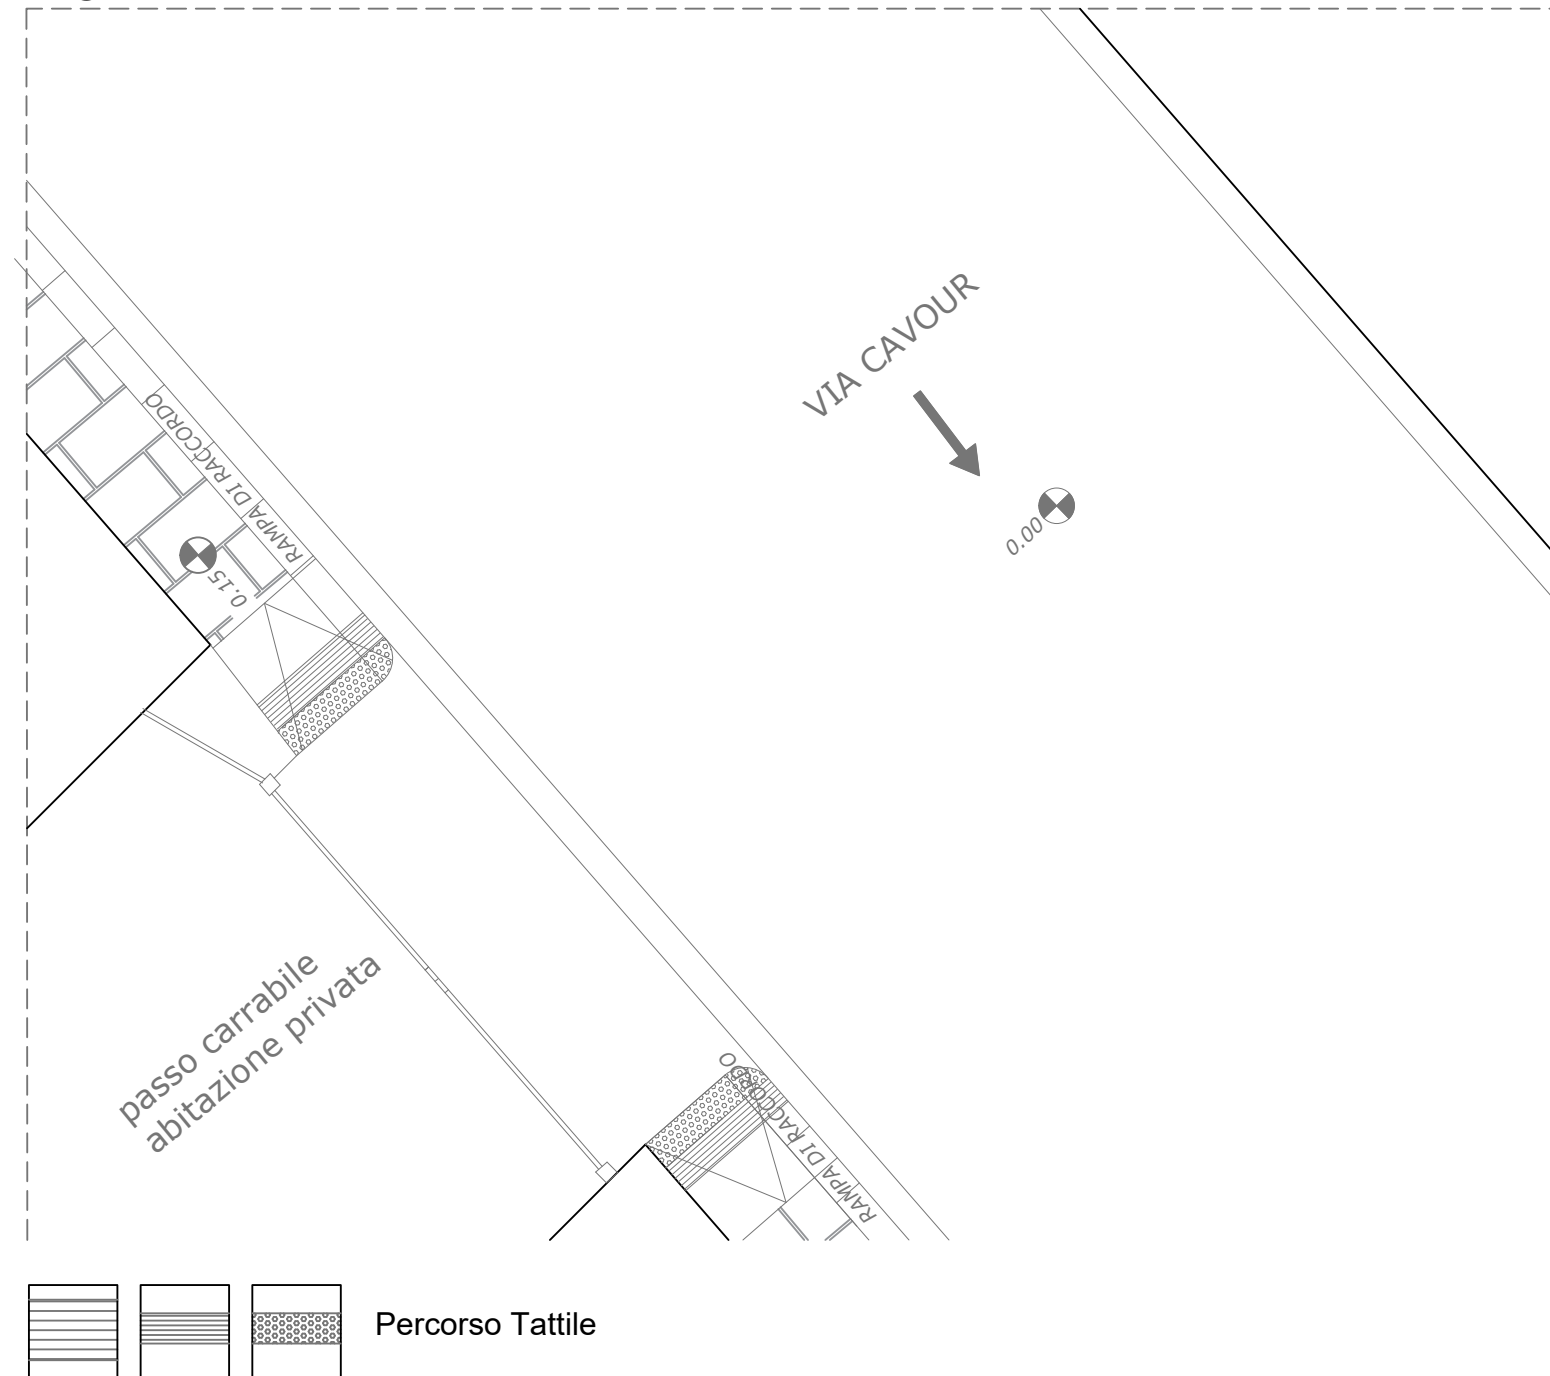 VIA CAVOUR
0.00
RAMPA DI RACCORDO
0.15
passo carrabile
abitazione privata
RAMPA DI RACCORDO
Percorso Tattile